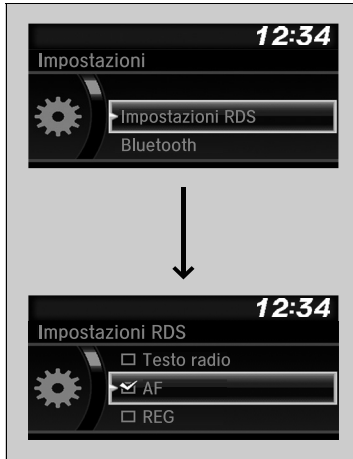 12:34
Impostazioni
Impostazioni RDS
Bluetooth
12:34
Impostazioni RDS
Testo radio
AF
REG